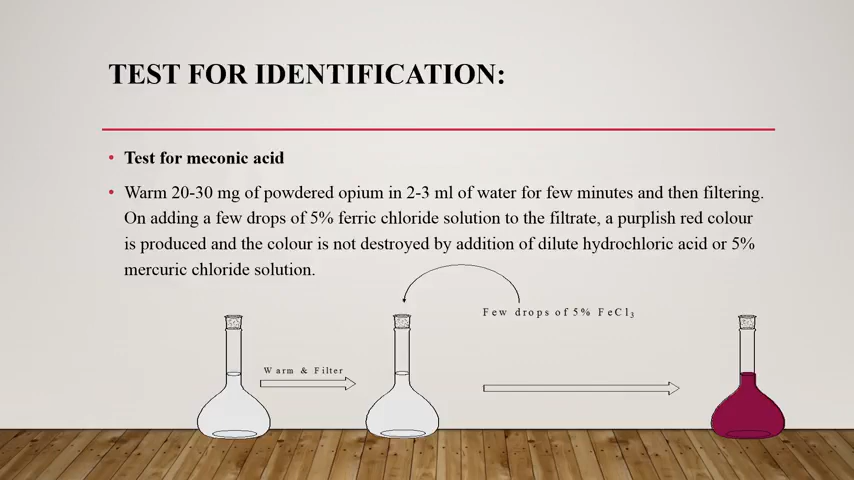 TEST FOR IDENTIFICATION:
• Test for meconic acid
• Warm 20-30 mg of powdered opium in 2-3 ml of water for few minutes and then filtering.
On adding a few drops of 5% ferric chloride solution to the filtrate, a purplish red colour
is produced and the colour is not destroyed by addition of dilute hydrochloric acid or 5%
mercuric chloride solution.
Few drops of 5% FeCl₃
Warm & Filter